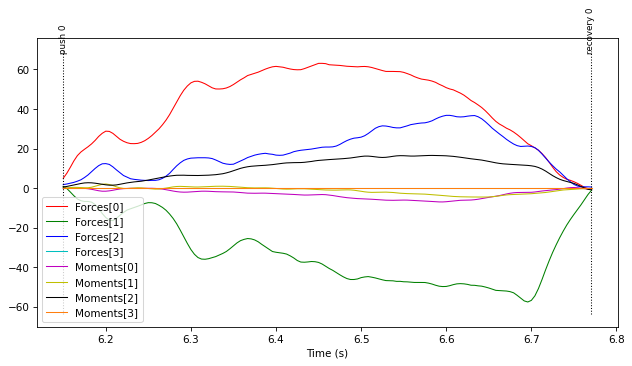 push 0
recovery 0
60
40
20
0
−20
−40
−60
Forces[0]
Forces[1]
Forces[2]
Forces[3]
Moments[0]
Moments[1]
Moments[2]
Moments[3]
6.2
6.3
6.4
6.5
6.6
6.7
6.8
Time (s)